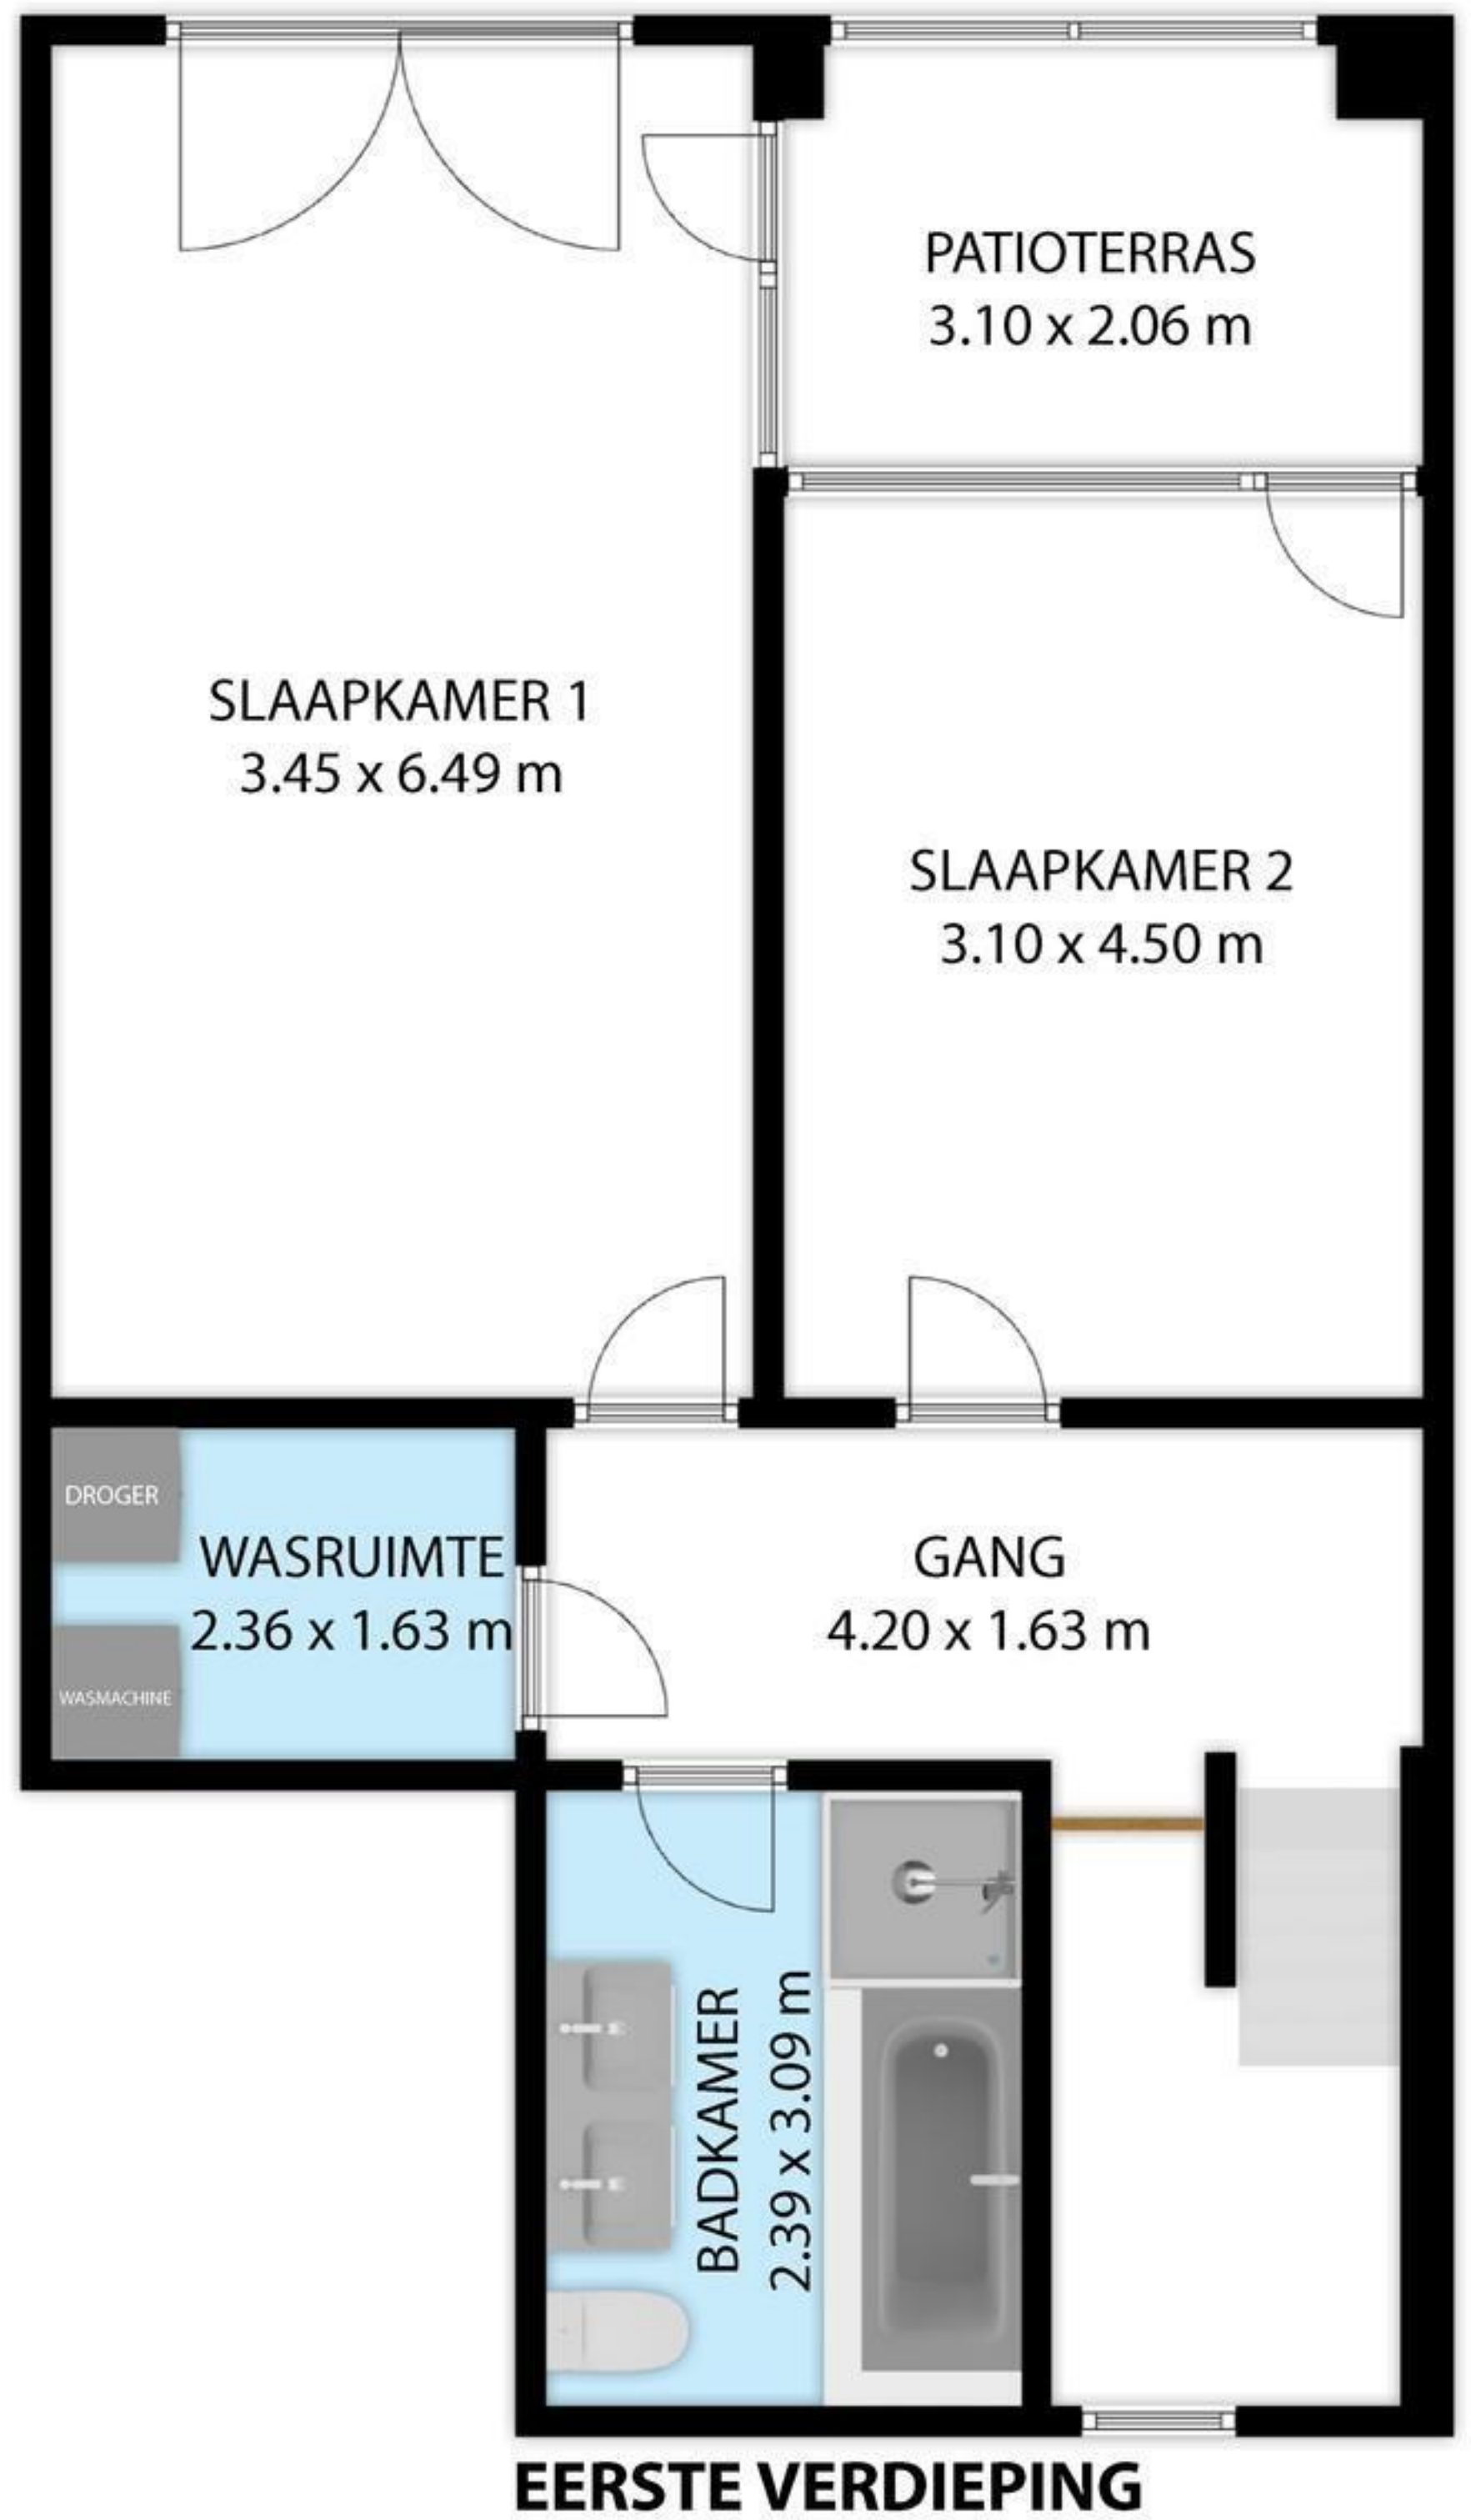 PATIOTERRAS
3.10 x 2.06 m
SLAAPKAMER 1
3.45 x 6.49 m
SLAAPKAMER 2
3.10 x 4.50 m
DROGER
WASRUIMTE
2.36 x 1.63 m
WASMACHINE
GANG
4.20 x 1.63 m
BADKAMER
2.39 x 3.09 m
EERSTE VERDIEPING